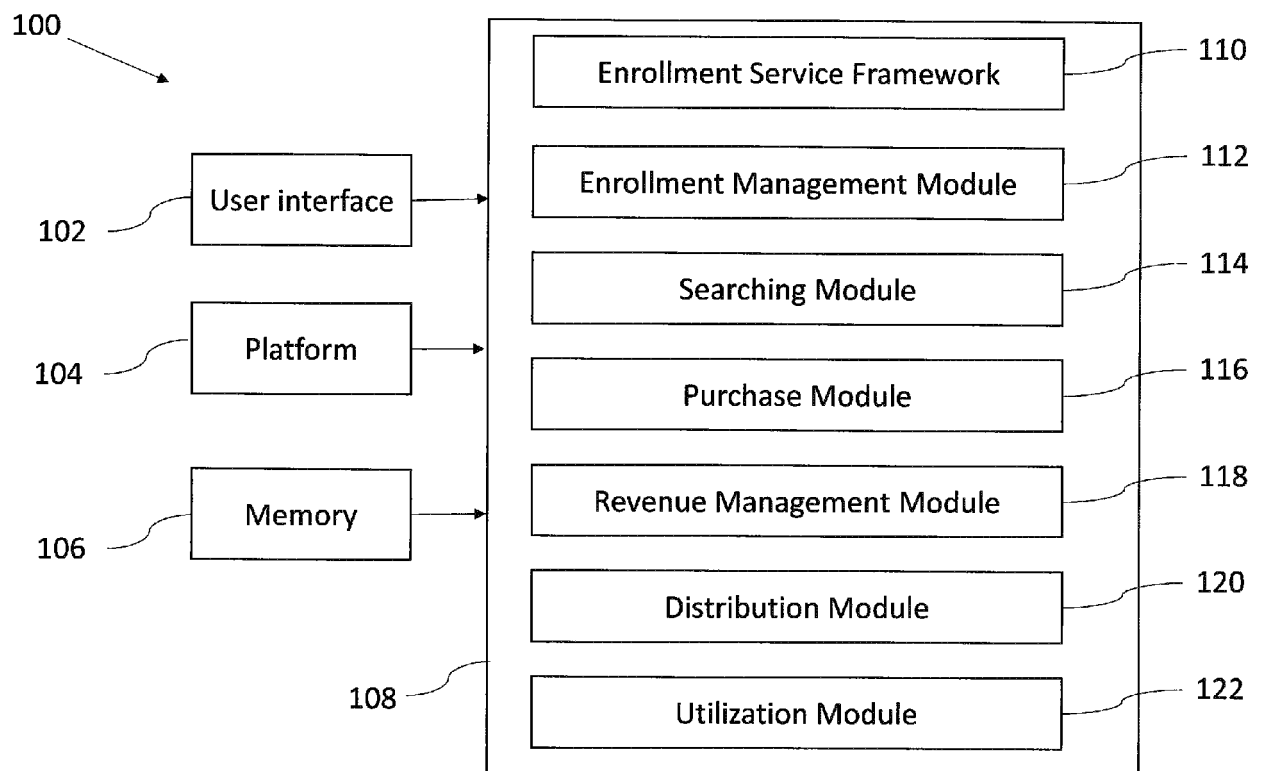 100
Enrollment Service Framework
110
Enrollment Management Module
112
User interface
102
Searching Module
114
Platform
104
Purchase Module
116
Revenue Management Module
118
Memory
106
Distribution Module
120
108
Utilization Module
122